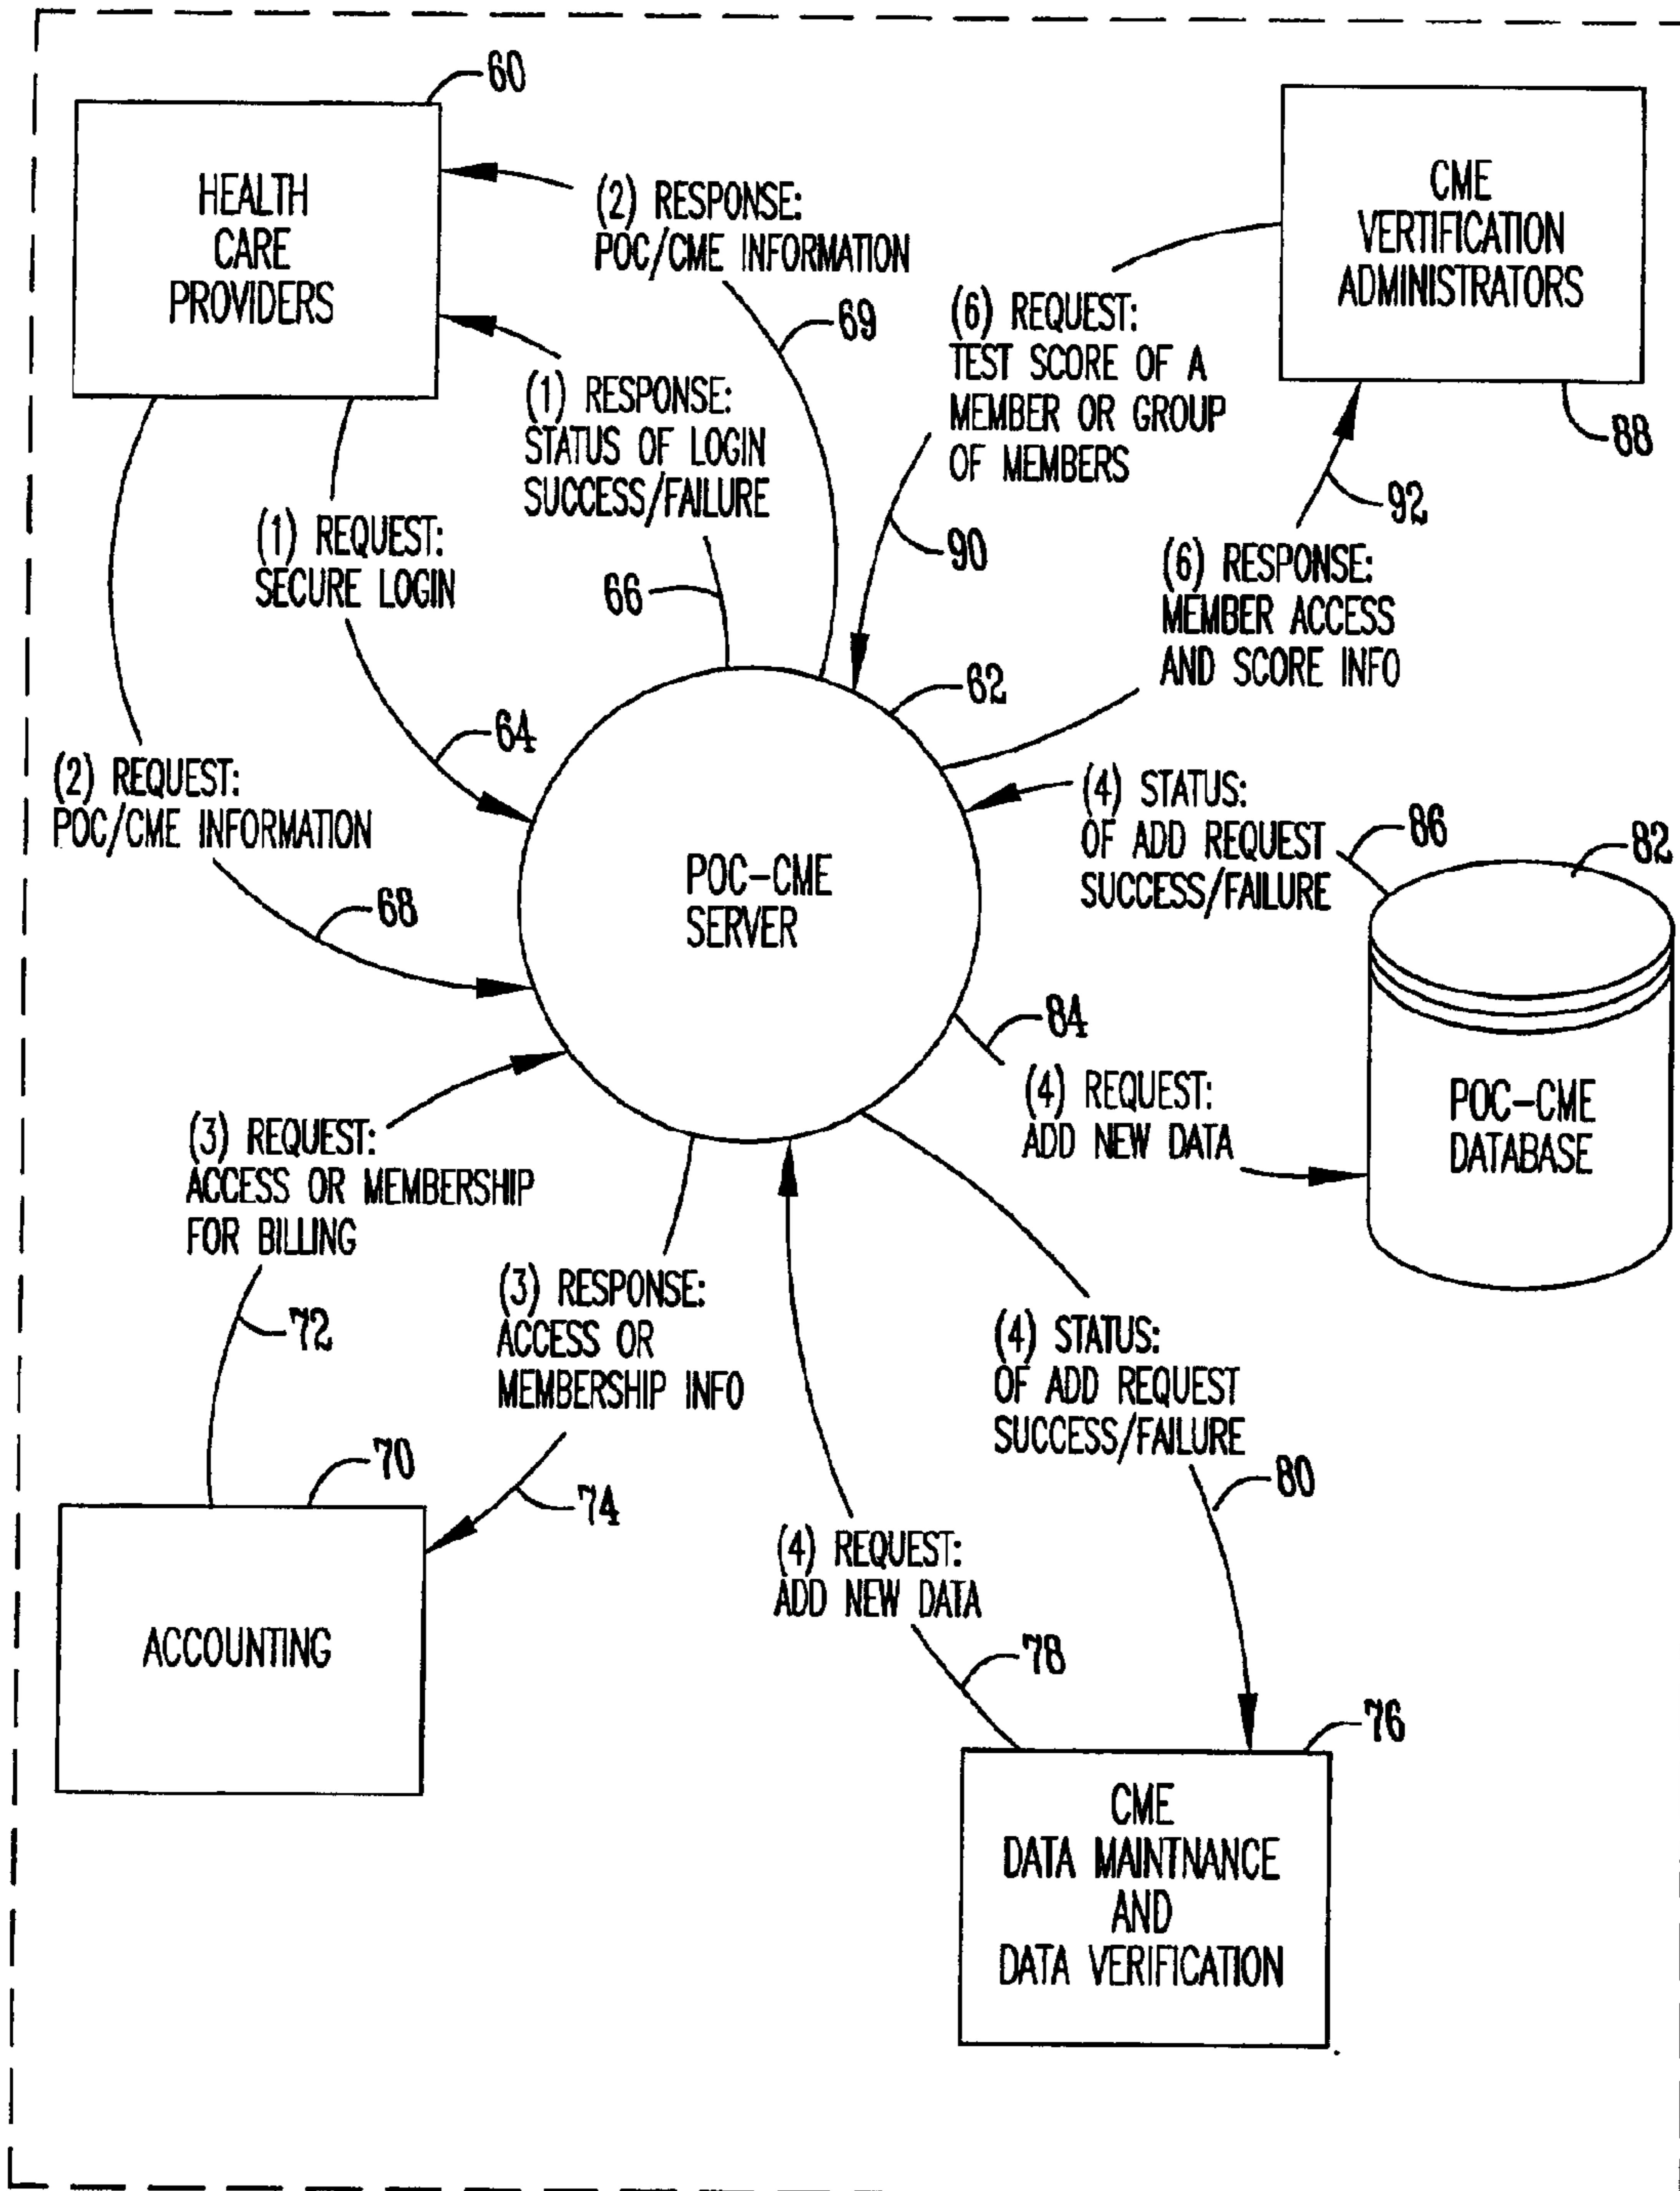 60
HEALTH
CARE
PROVIDERS
(2) RESPONSE:
POC/CME INFORMATION
69
(1) RESPONSE:
STATUS OF LOGIN
SUCCESS/FAILURE
66
(1) REQUEST:
SECURE LOGIN
64
(2) REQUEST:
POC/CME INFORMATION
68
CME
VERTIFICATION
ADMINISTRATORS
88
(6) REQUEST:
TEST SCORE OF A
MEMBER OR GROUP
OF MEMBERS
90
92
(6) RESPONSE:
MEMBER ACCESS
AND SCORE INFO
62
POC-CME
SERVER
(4) STATUS:
OF ADD REQUEST
SUCCESS/FAILURE
86
82
84
(4) REQUEST:
ADD NEW DATA
POC-CME
DATABASE
(3) REQUEST:
ACCESS OR MEMBERSHIP
FOR BILLING
72
(3) RESPONSE:
ACCESS OR
MEMBERSHIP INFO
74
70
ACCOUNTING
(4) STATUS:
OF ADD REQUEST
SUCCESS/FAILURE
80
(4) REQUEST:
ADD NEW DATA
78
76
CME
DATA MAINTNANCE
AND
DATA VERIFICATION